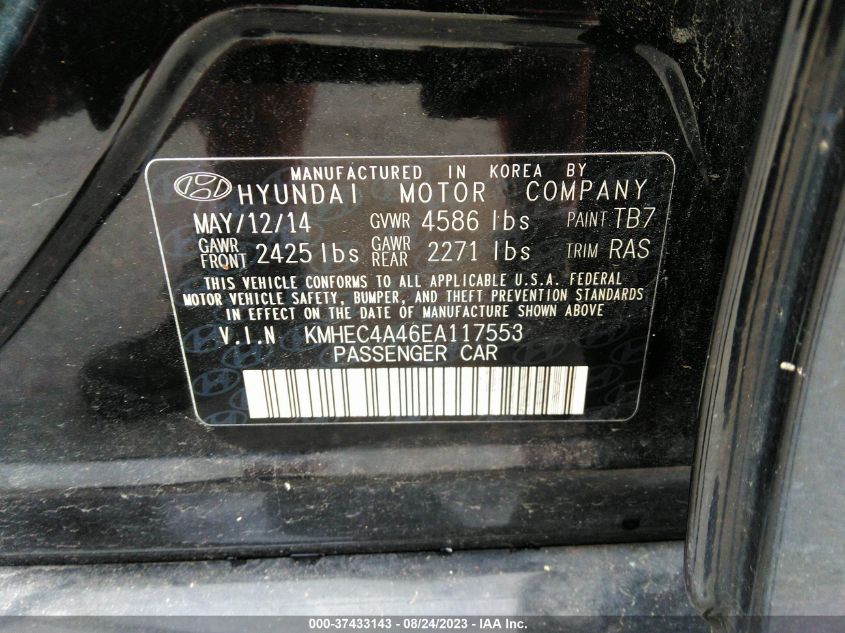 MANUFACTURED IN KOREA BY
HYUNDAI MOTOR COMPANY
MAY/12/14 GVWR 4586 lbs PAINT TB7
GAWR FRONT 2425 lbs GAWR REAR 2271 lbs TRIM RAS
THIS VEHICLE CONFORMS TO ALL APPLICABLE U.S.A. FEDERAL
MOTOR VEHICLE SAFETY, BUMPER, AND THEFT PREVENTION STANDARDS
IN EFFECT ON THE DATE OF MANUFACTURE SHOWN ABOVE
V.I.N KMHEC4A46EA117553
PASSENGER CAR
000-37433143 - 08/24/2023 - © IAA Inc.